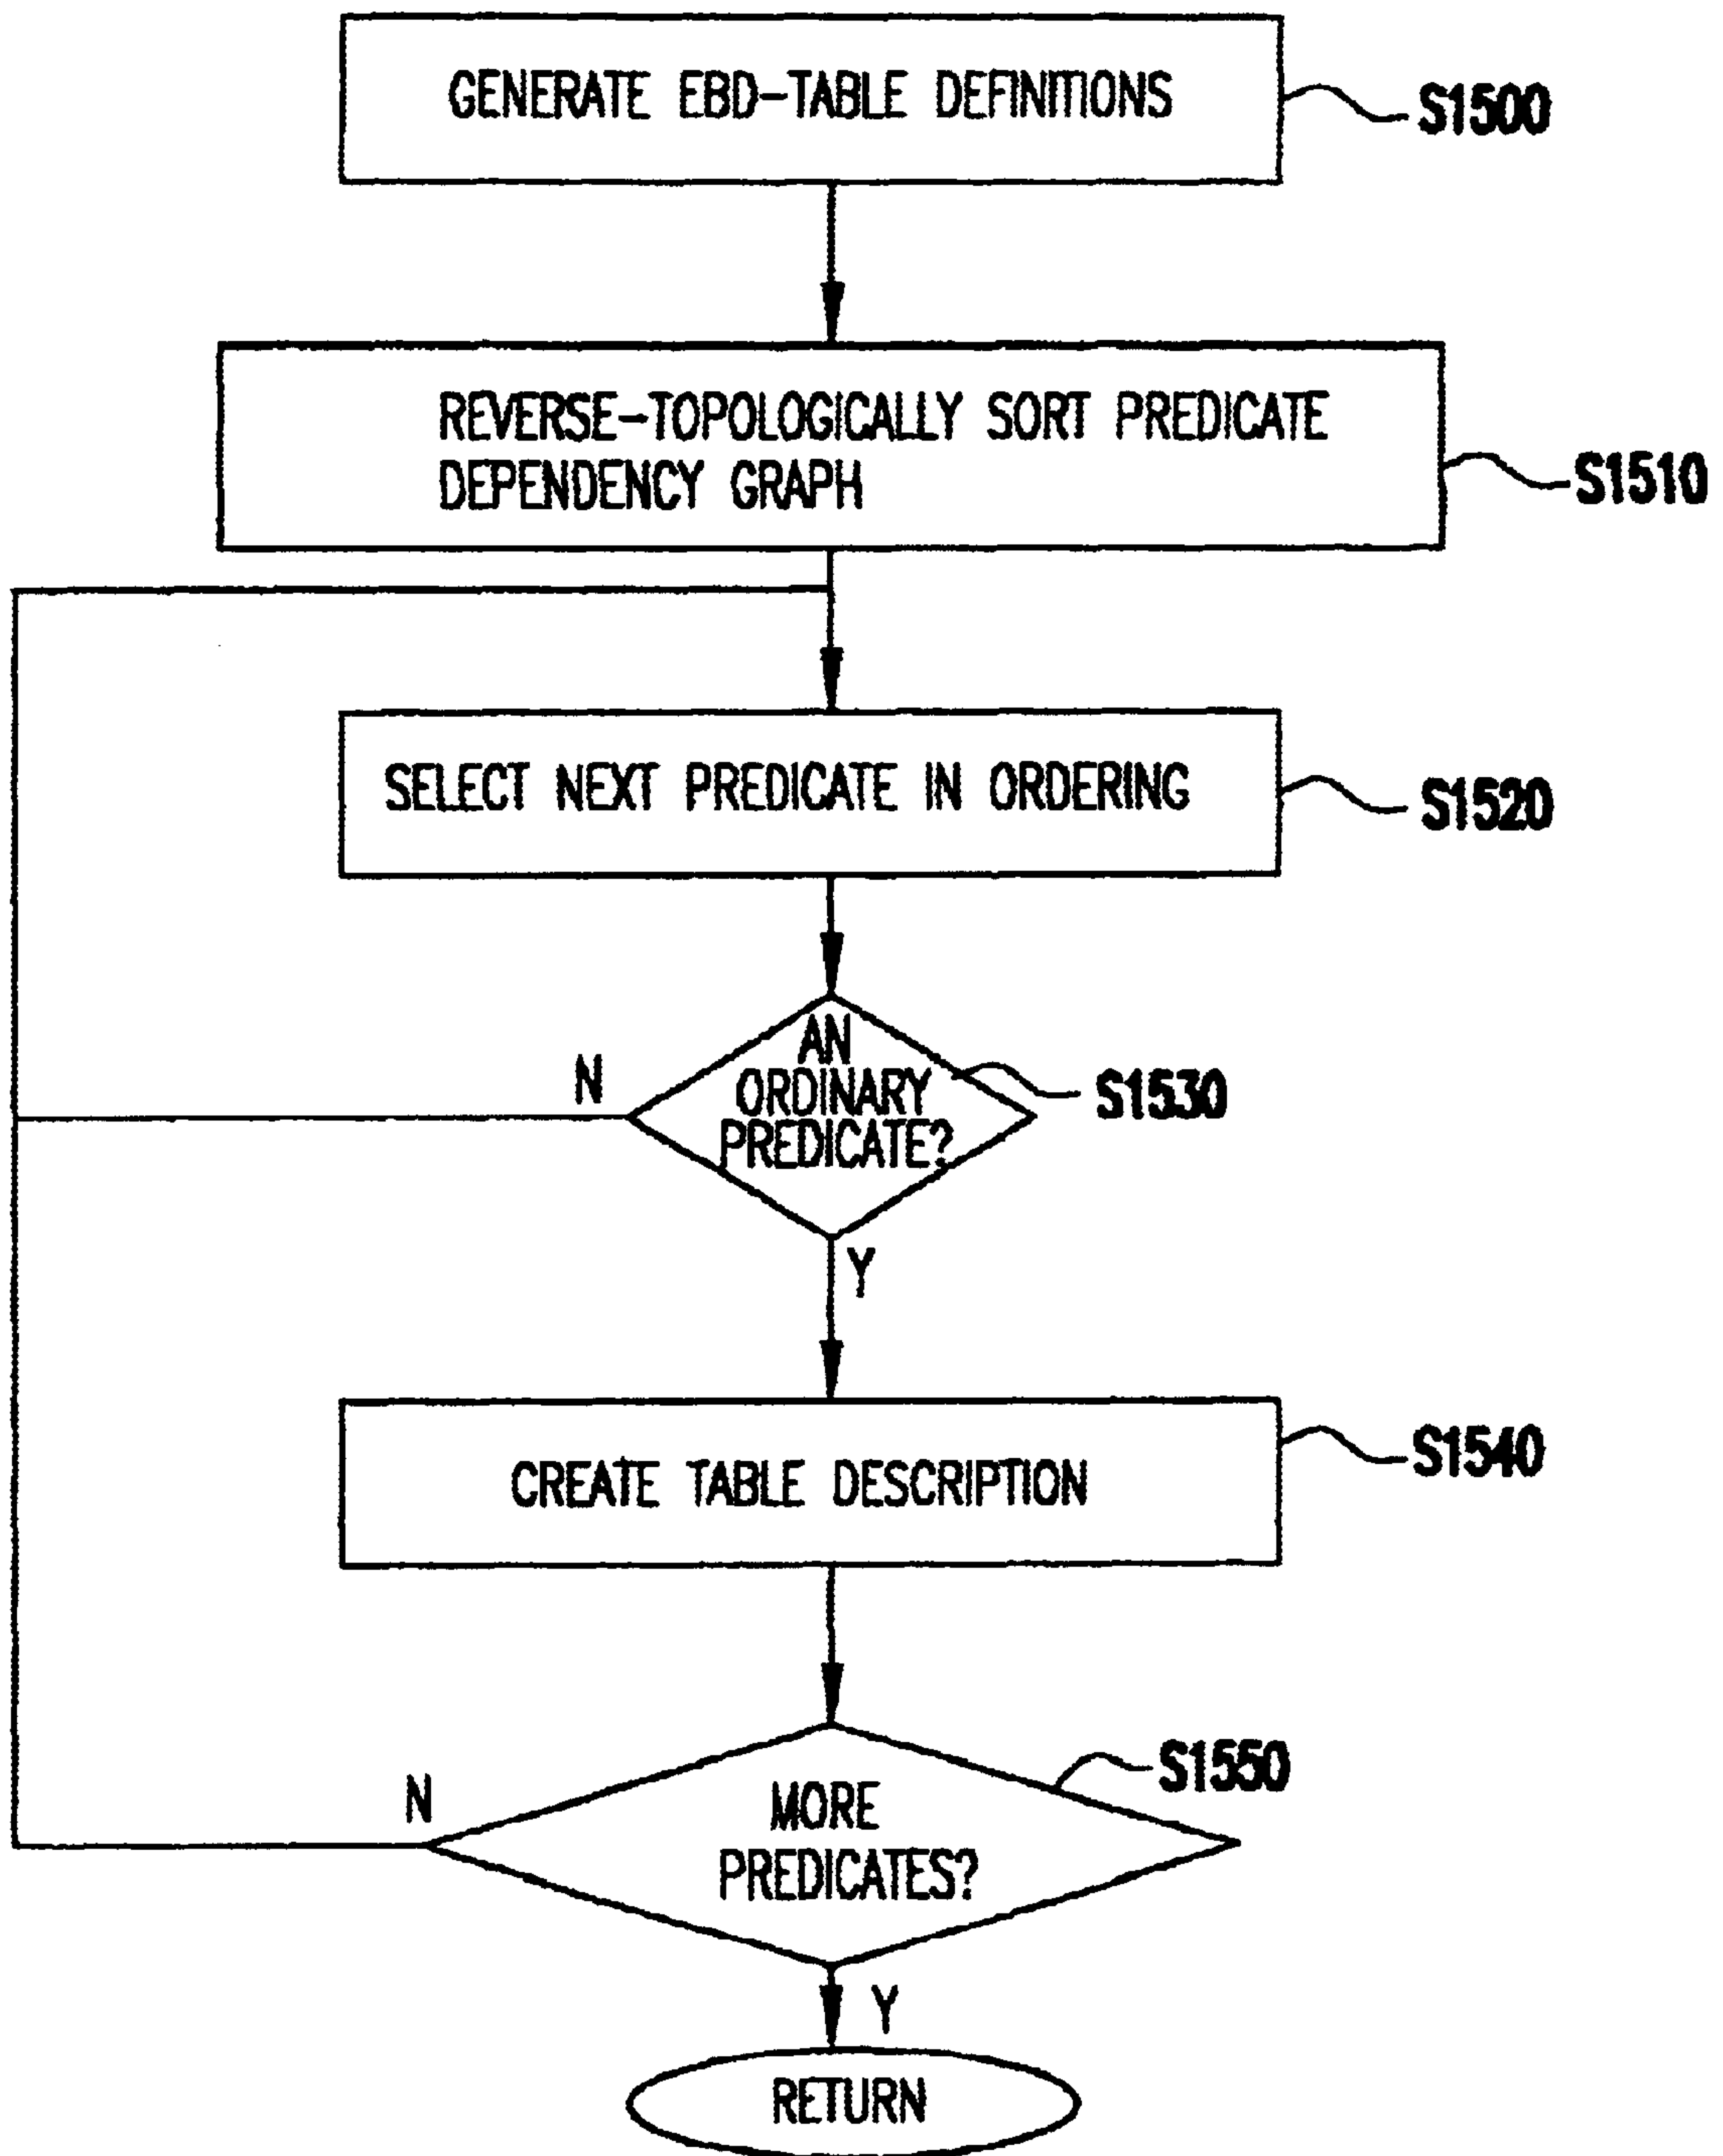 GENERATE EBD-TABLE DEFINITIONS
S1500
REVERSE-TOPOLOGICALLY SORT PREDICATE
DEPENDENCY GRAPH
S1510
SELECT NEXT PREDICATE IN ORDERING
S1520
AN
ORDINARY
PREDICATE?
N
S1530
Y
CREATE TABLE DESCRIPTION
S1540
MORE
PREDICATES?
N
S1550
Y
RETURN